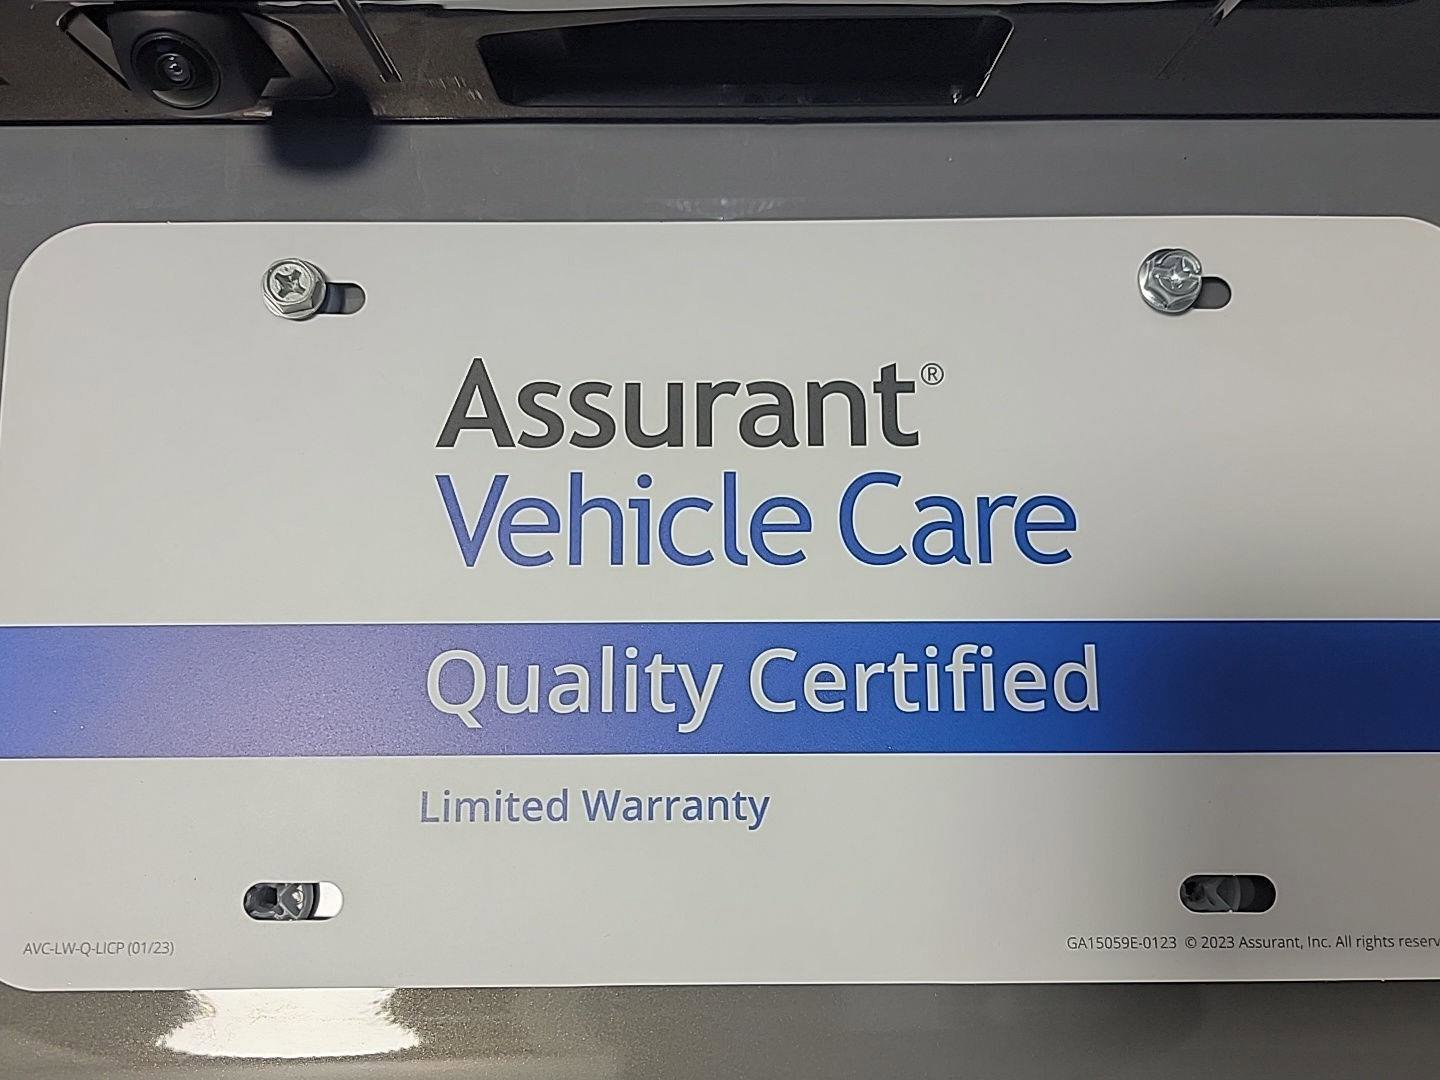 Assurant®
Vehicle Care
Quality Certified
Limited Warranty
AVC-LW-Q-LICP (01/23)
GA15059E-0123 © 2023 Assurant, Inc. All rights reserv